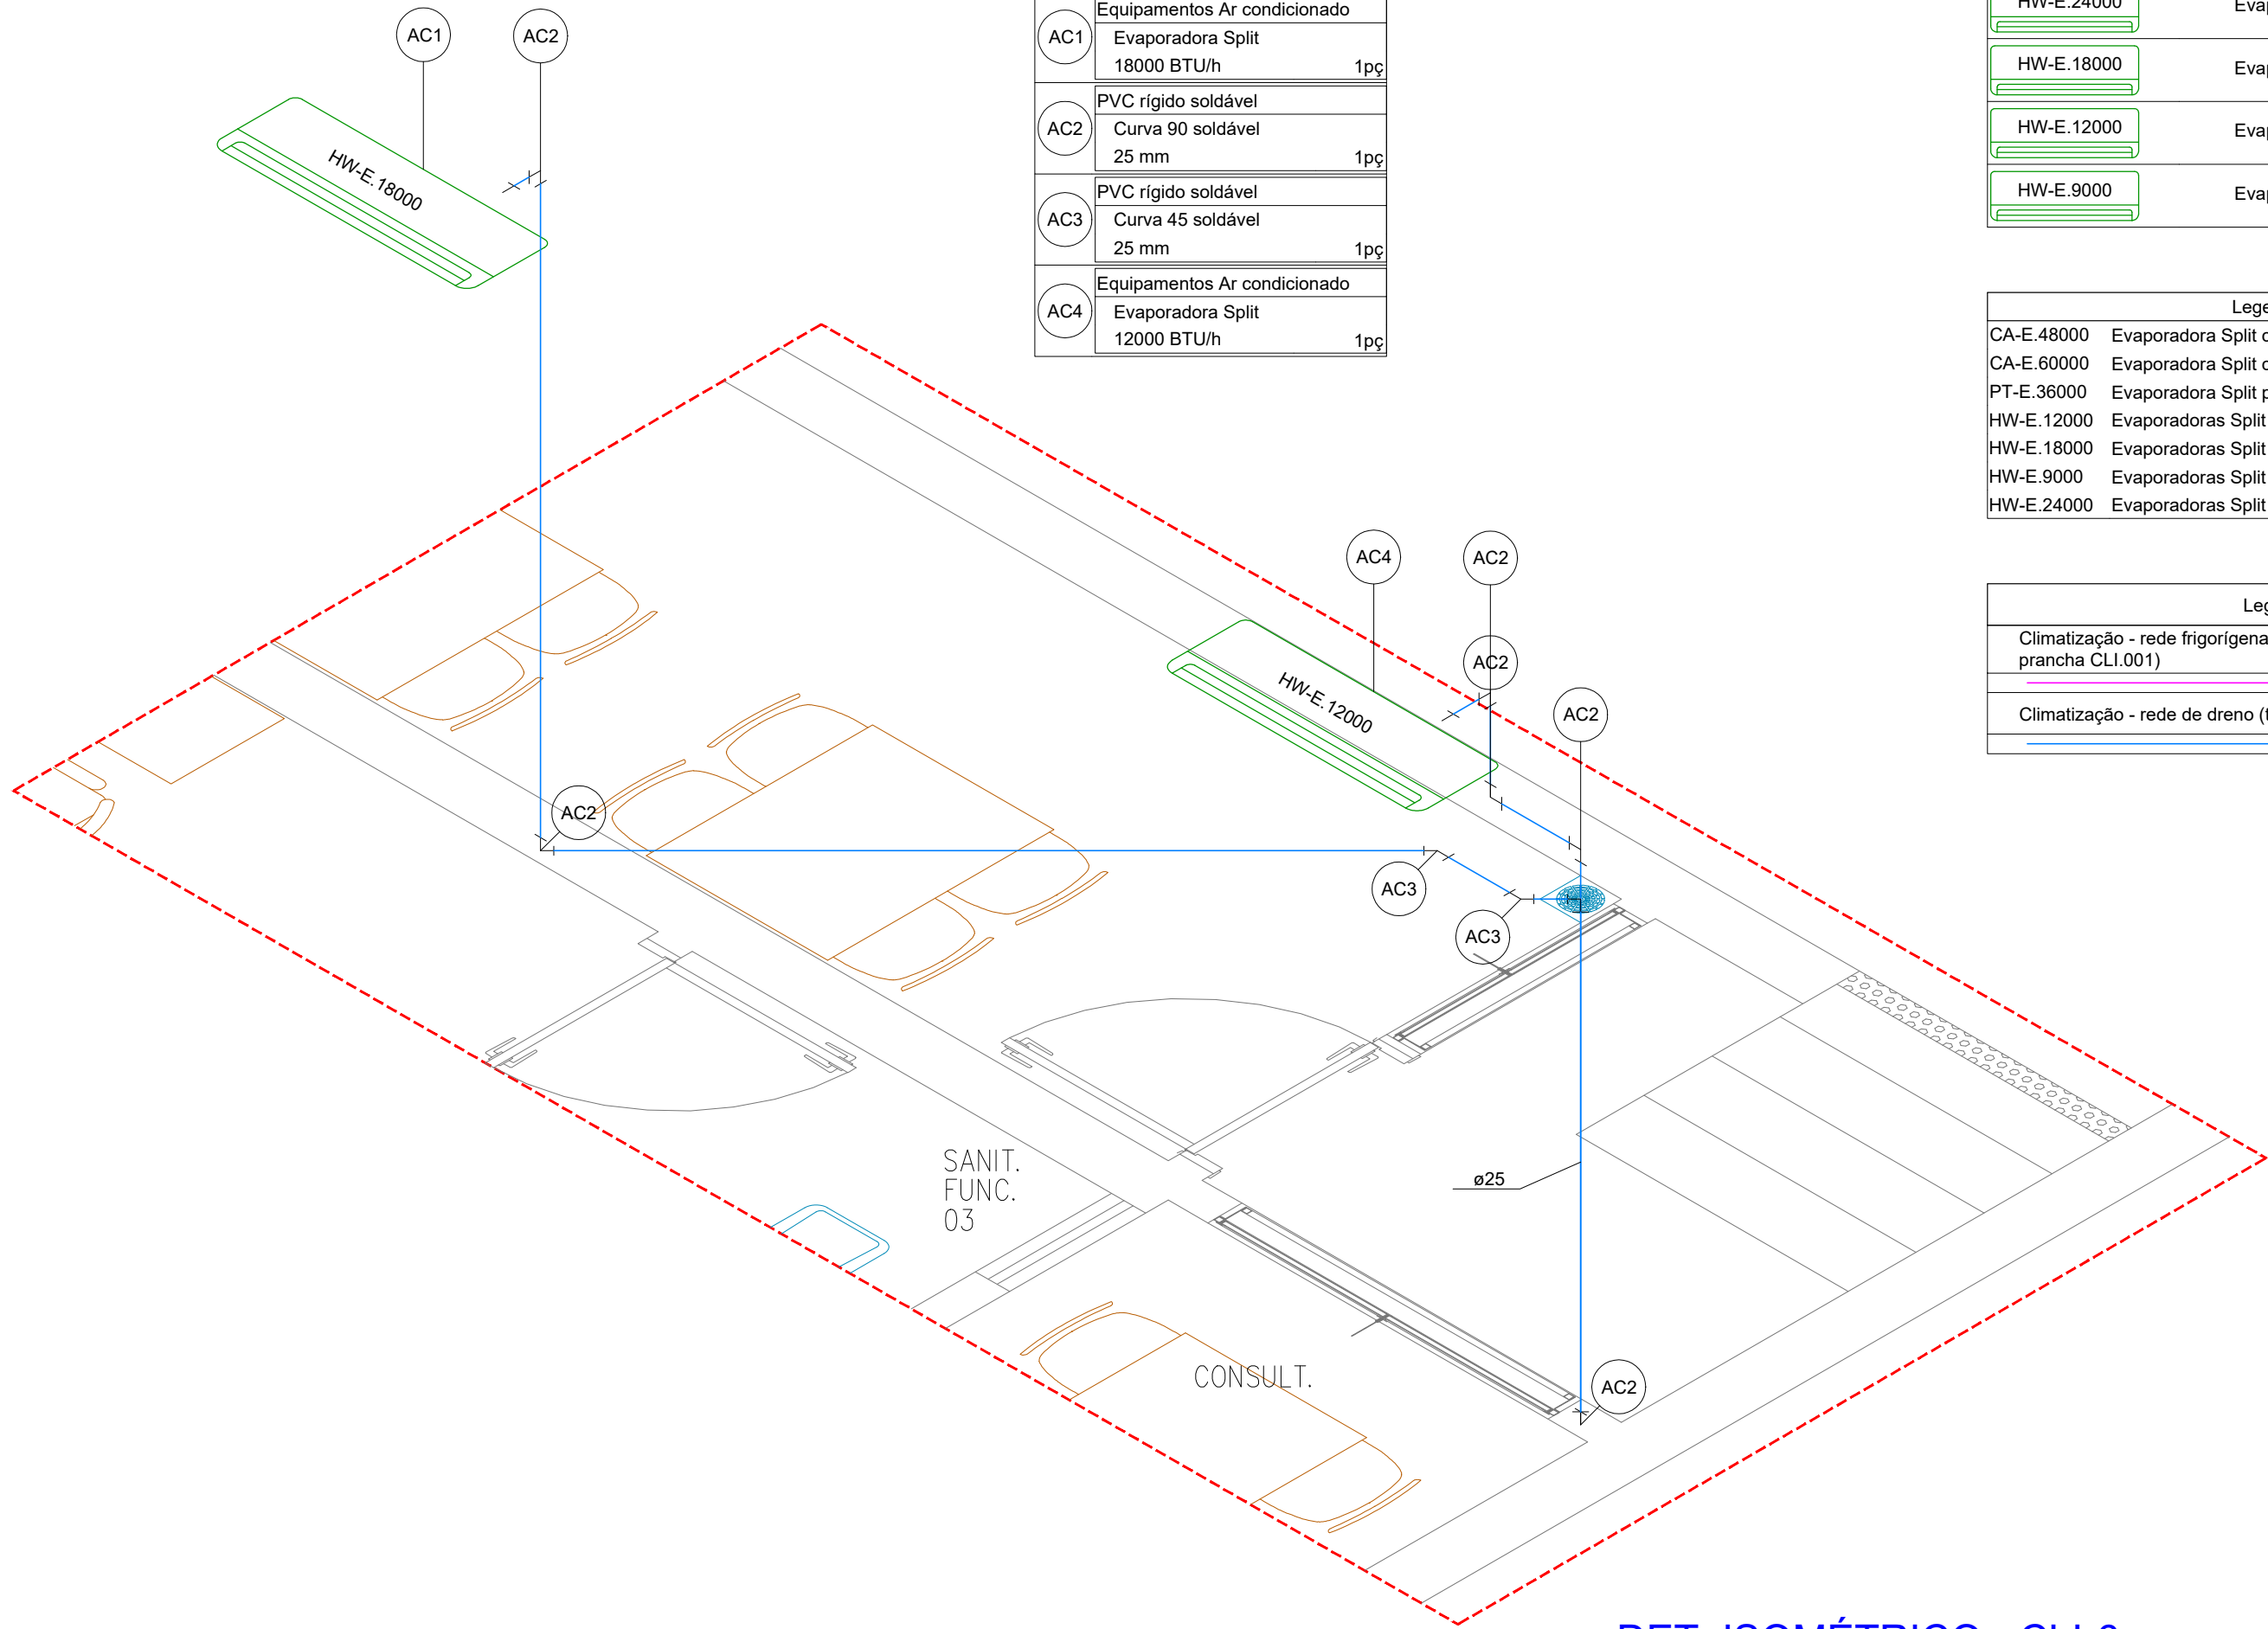 AC1
AC2
HW-E.18000
Equipamentos Ar condicionado
AC1
Evaporadora Split
18000 BTU/h 1pç
PVC rígido soldável
AC2
Curva 90 soldável
25 mm 1pç
PVC rígido soldável
AC3
Curva 45 soldável
25 mm 1pç
Equipamentos Ar condicionado
AC4
Evaporadora Split
12000 BTU/h 1pç
HW-E.24000
HW-E.18000
HW-E.12000
HW-E.9000
CA-E.48000 Evaporadora Split
CA-E.60000 Evaporadora Split
PT-E.36000 Evaporadora Split
HW-E.12000 Evaporadoras Split
HW-E.18000 Evaporadoras Split
HW-E.9000 Evaporadoras Split
HW-E.24000 Evaporadoras Split
Climatização - rede frigorígena
prancha CLI.001)
Climatização - rede de dreno
AC4
AC2
AC2
AC2
HW-E.12000
AC2
AC3
AC3
SANIT.
FUNC.
03
ø25
CONSULT.
AC2
DET. ISOMÉTRICO - CLI-